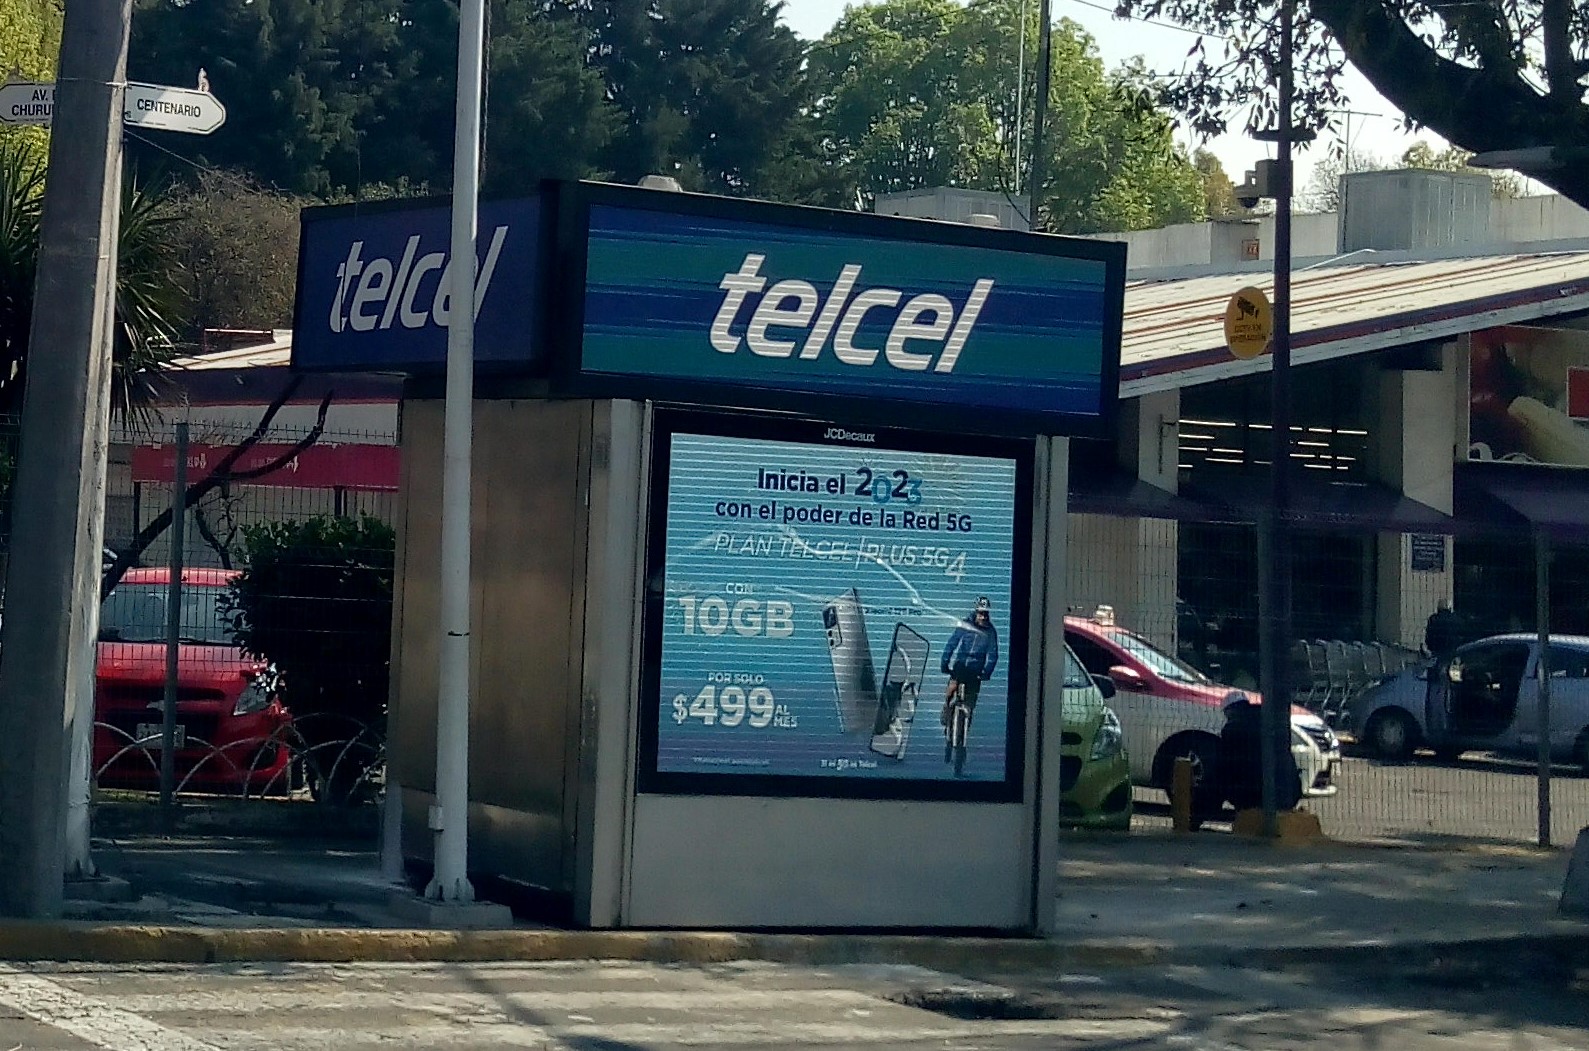 AV.
CHURU
CENTENARIO
telcel
telcel
JCDecaux
Inicia el 2023
con el poder de la Red 5G
PLAN TELCEL PLUS 5G 4
CON
10GB
POR SOLO
$499 AL MES